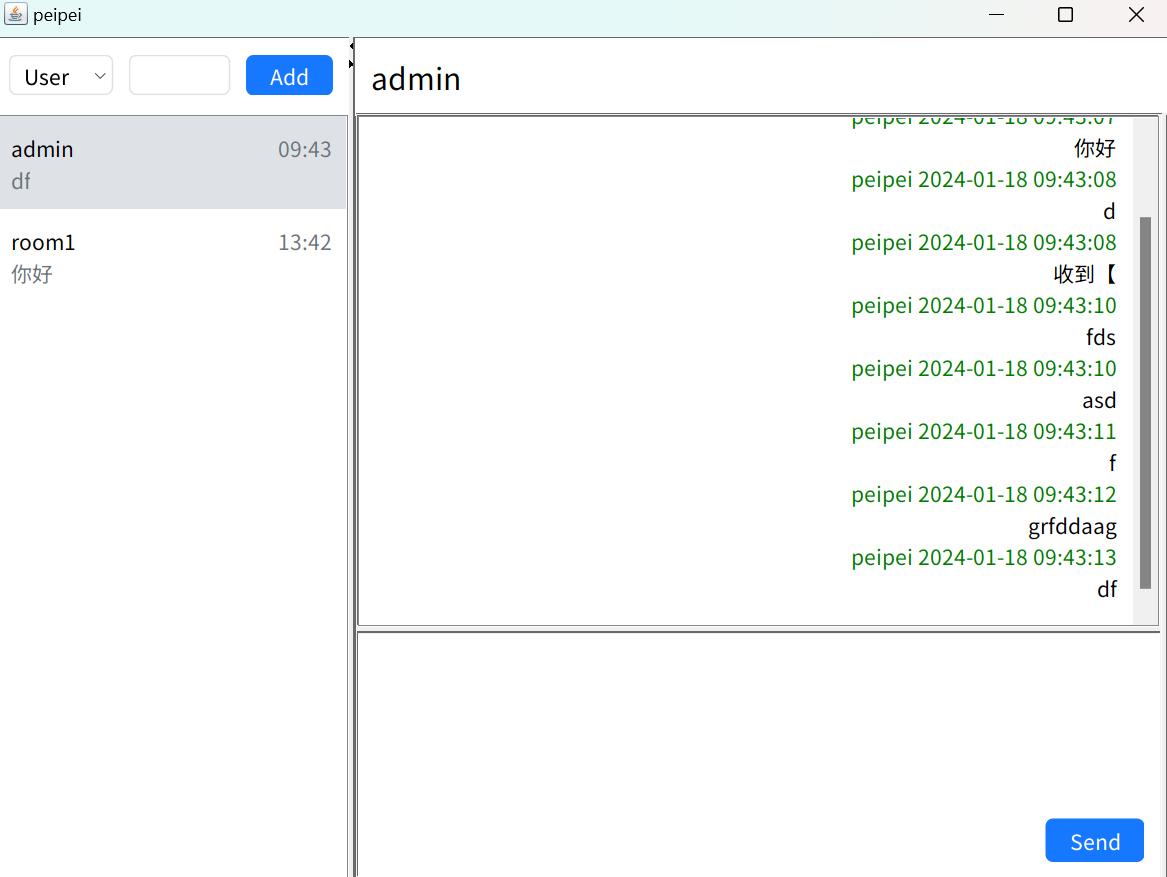 peipei
User
Add
admin 09:43
df
room1 13:42
你好
admin
peipei 2024-01-18 09:43:07
你好
peipei 2024-01-18 09:43:08
d
peipei 2024-01-18 09:43:08
收到【
peipei 2024-01-18 09:43:10
fds
peipei 2024-01-18 09:43:10
asd
peipei 2024-01-18 09:43:11
f
peipei 2024-01-18 09:43:12
grfddaag
peipei 2024-01-18 09:43:13
df
Send